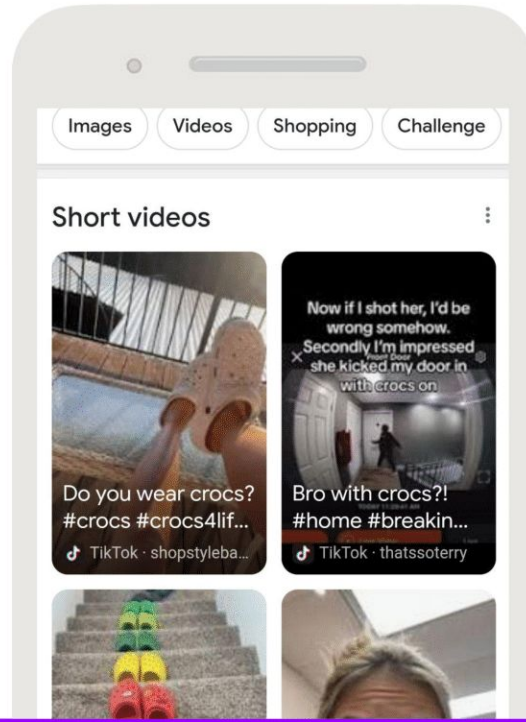 Images
Videos
Shopping
Challenge
Short videos
Now if I shot her, I'd be
wrong somehow.
Secondly I'm impressed
Front Door
she kicked my door in
with crocs on
Do you wear crocs?
#crocs #crocs4lif...
TikTok · shopstyleba...
Bro with crocs?!
#home #breakin...
TikTok · thatssoterry